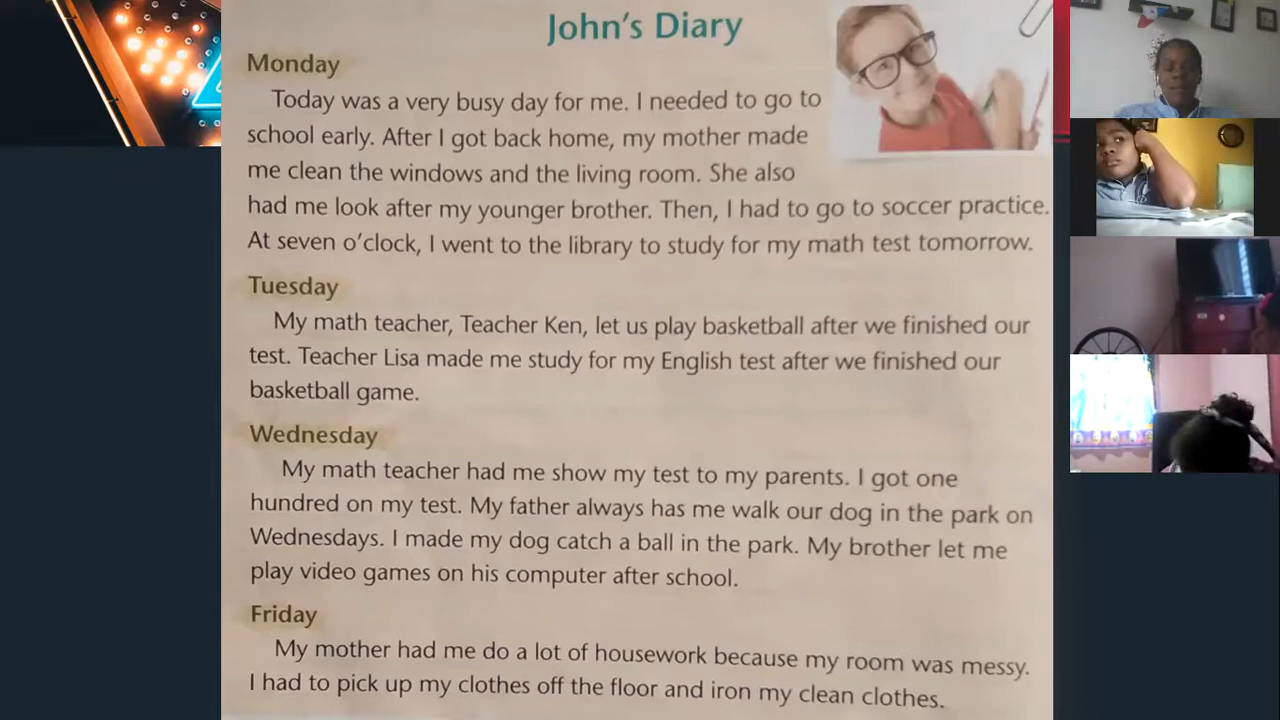 John's Diary
Monday
Today was a very busy day for me. I needed to go to
school early. After I got back home, my mother made
me clean the windows and the living room. She also
had me look after my younger brother. Then, I had to go to soccer practice.
At seven o'clock, I went to the library to study for my math test tomorrow.
Tuesday
My math teacher, Teacher Ken, let us play basketball after we finished our
test. Teacher Lisa made me study for my English test after we finished our
basketball game.
Wednesday
My math teacher had me show my test to my parents. I got one
hundred on my test. My father always has me walk our dog in the park on
Wednesdays. I made my dog catch a ball in the park. My brother let me
play video games on his computer after school.
Friday
My mother had me do a lot of housework because my room was messy.
I had to pick up my clothes off the floor and iron my clean clothes.